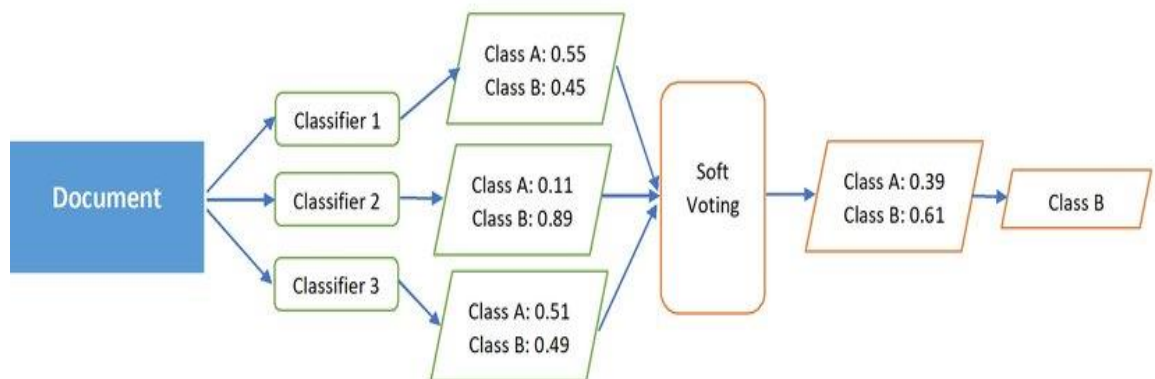 Document
Classifier 1
Classifier 2
Classifier 3
Class A: 0.55
Class B: 0.45
Class A: 0.11
Class B: 0.89
Class A: 0.51
Class B: 0.49
Soft
Voting
Class A: 0.39
Class B: 0.61
Class B